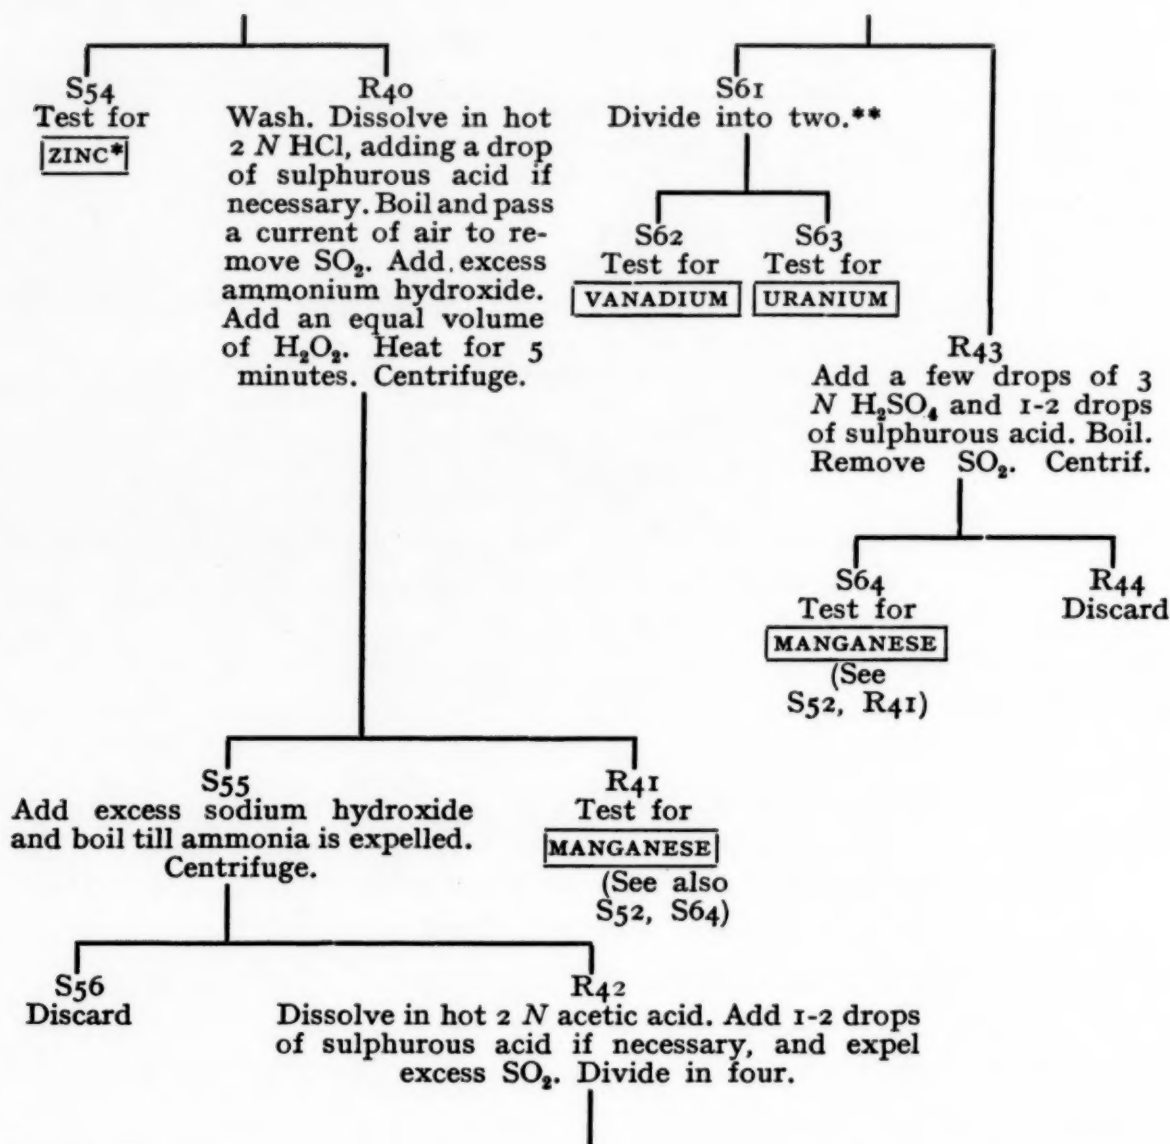 S54
Test for
ZINC*
R40
Wash. Dissolve in hot
2 N HCl, adding a drop
of sulphurous acid if
necessary. Boil and pass
a current of air to re-
move SO₂. Add. excess
ammonium hydroxide.
Add an equal volume
of H₂O₂. Heat for 5
minutes. Centrifuge.
S61
Divide into two.**
S62
Test for
VANADIUM
S63
Test for
URANIUM
R43
Add a few drops of 3
N H₂SO₄ and 1-2 drops
of sulphurous acid. Boil.
Remove SO₂. Centrif.
S64
Test for
MANGANESE
(See
S52, R41)
R44
Discard
S55
Add excess sodium hydroxide
and boil till ammonia is expelled.
Centrifuge.
R41
Test for
MANGANESE
(See also
S52, S64)
S56
Discard
R42
Dissolve in hot 2 N acetic acid. Add 1-2 drops
of sulphurous acid if necessary, and expel
excess SO₂. Divide in four.